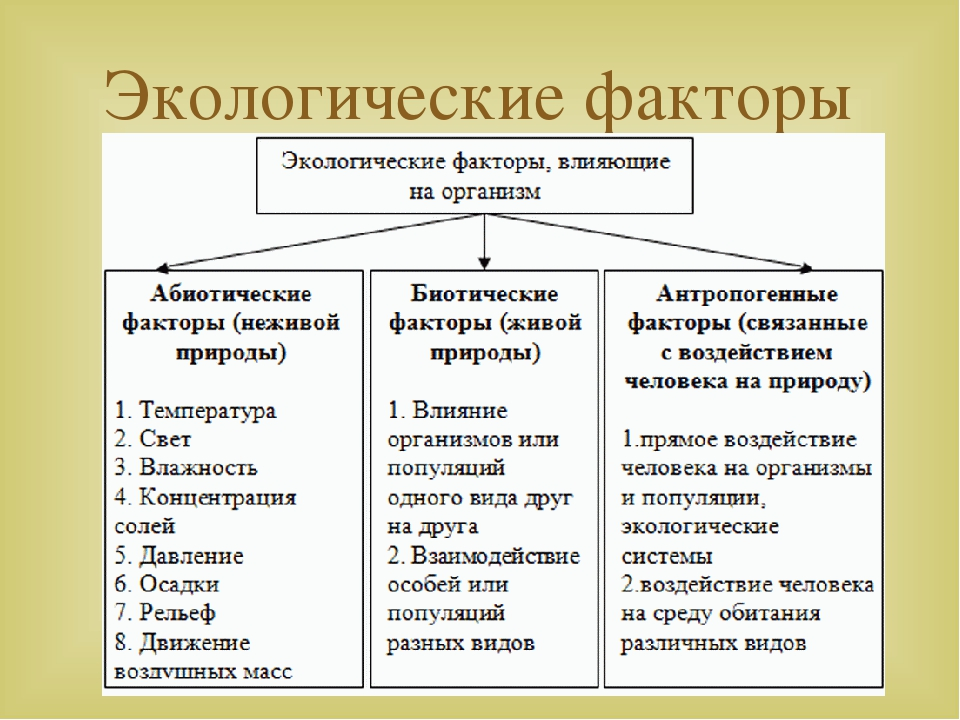 Экологические факторы
Экологические факторы, влияющие
на организм
Абиотические
факторы (неживой
природы)
1. Температура
2. Свет
3. Влажность
4. Концентрация
солей
5. Давление
6. Осадки
7. Рельеф
8. Движение
воздушных масс
Биотические
факторы (живой
природы)
1. Влияние
организмов или
популяций
одного вида друг
на друга
2. Взаимодействие
особей или
популяций
разных видов
Антропогенные
факторы (связанные
с воздействием
человека на природу)
1.прямое воздействие
человека на организмы
и популяции,
экологические
системы
2.воздействие человека
на среду обитания
различных видов